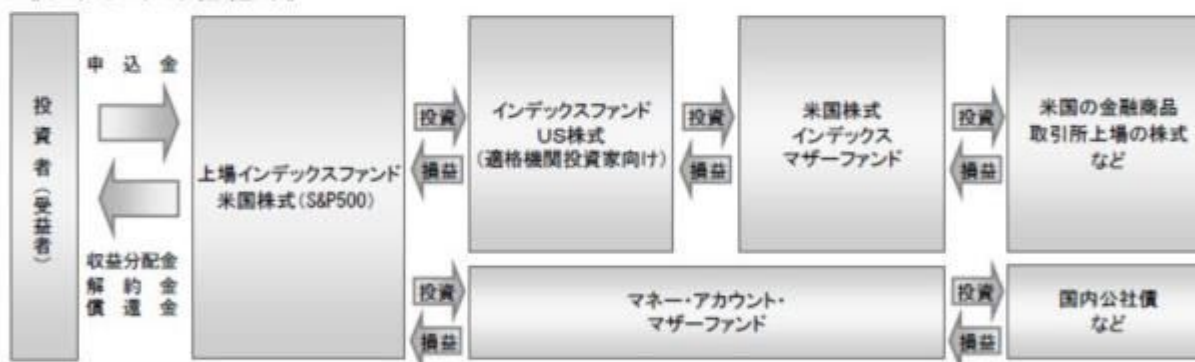 投資者(受益者)
申込金
収益分配金
解約金
償還金
上場インデックスファンド
米国株式(S&P500)
投資
損益
インデックスファンド
US株式
(適格機関投資家向け)
投資
損益
米国株式
インデックス
マザーファンド
投資
損益
米国の金融商品
取引所上場の株式
など
投資
損益
マネー・アカウント・
マザーファンド
投資
損益
国内公社債
など